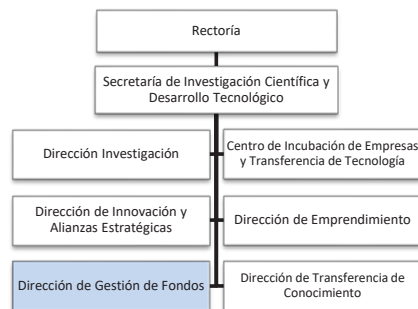 Rectoría
Secretaría de Investigación Científica y
Desarrollo Tecnológico
Dirección Investigación
Centro de Incubación de Empresas
y Transferencia de Tecnología
Dirección de Innovación y
Alianzas Estratégicas
Dirección de Emprendimiento
Dirección de Gestión de Fondos
Dirección de Transferencia de
Conocimiento